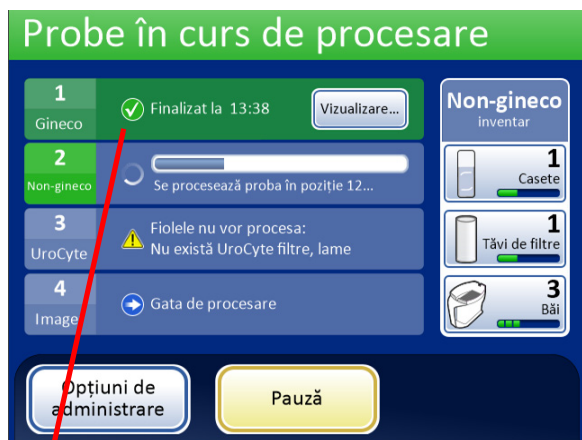 Probe în curs de procesare
1
Gineco
Finalizat la 13:38
Vizualizare...
2
Non-gineco
Se procesează proba în poziție 12...
3
UroCyte
Fiolele nu vor procesa:
Nu există UroCyte filtre, lame
4
Image
Gata de procesare
Non-gineco
inventar
1
Casete
1
Tăvi de filtre
3
Băi
Opțiuni de
administrare
Pauză